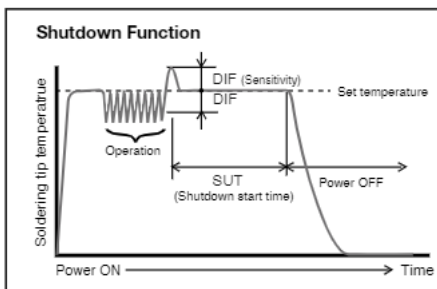 Shutdown Function
DIF (Sensitivity)
DIF
Set temperature
Soldering tip temperatrue
Operation
SUT
(Shutdown start time)
Power OFF
Power ON
Time